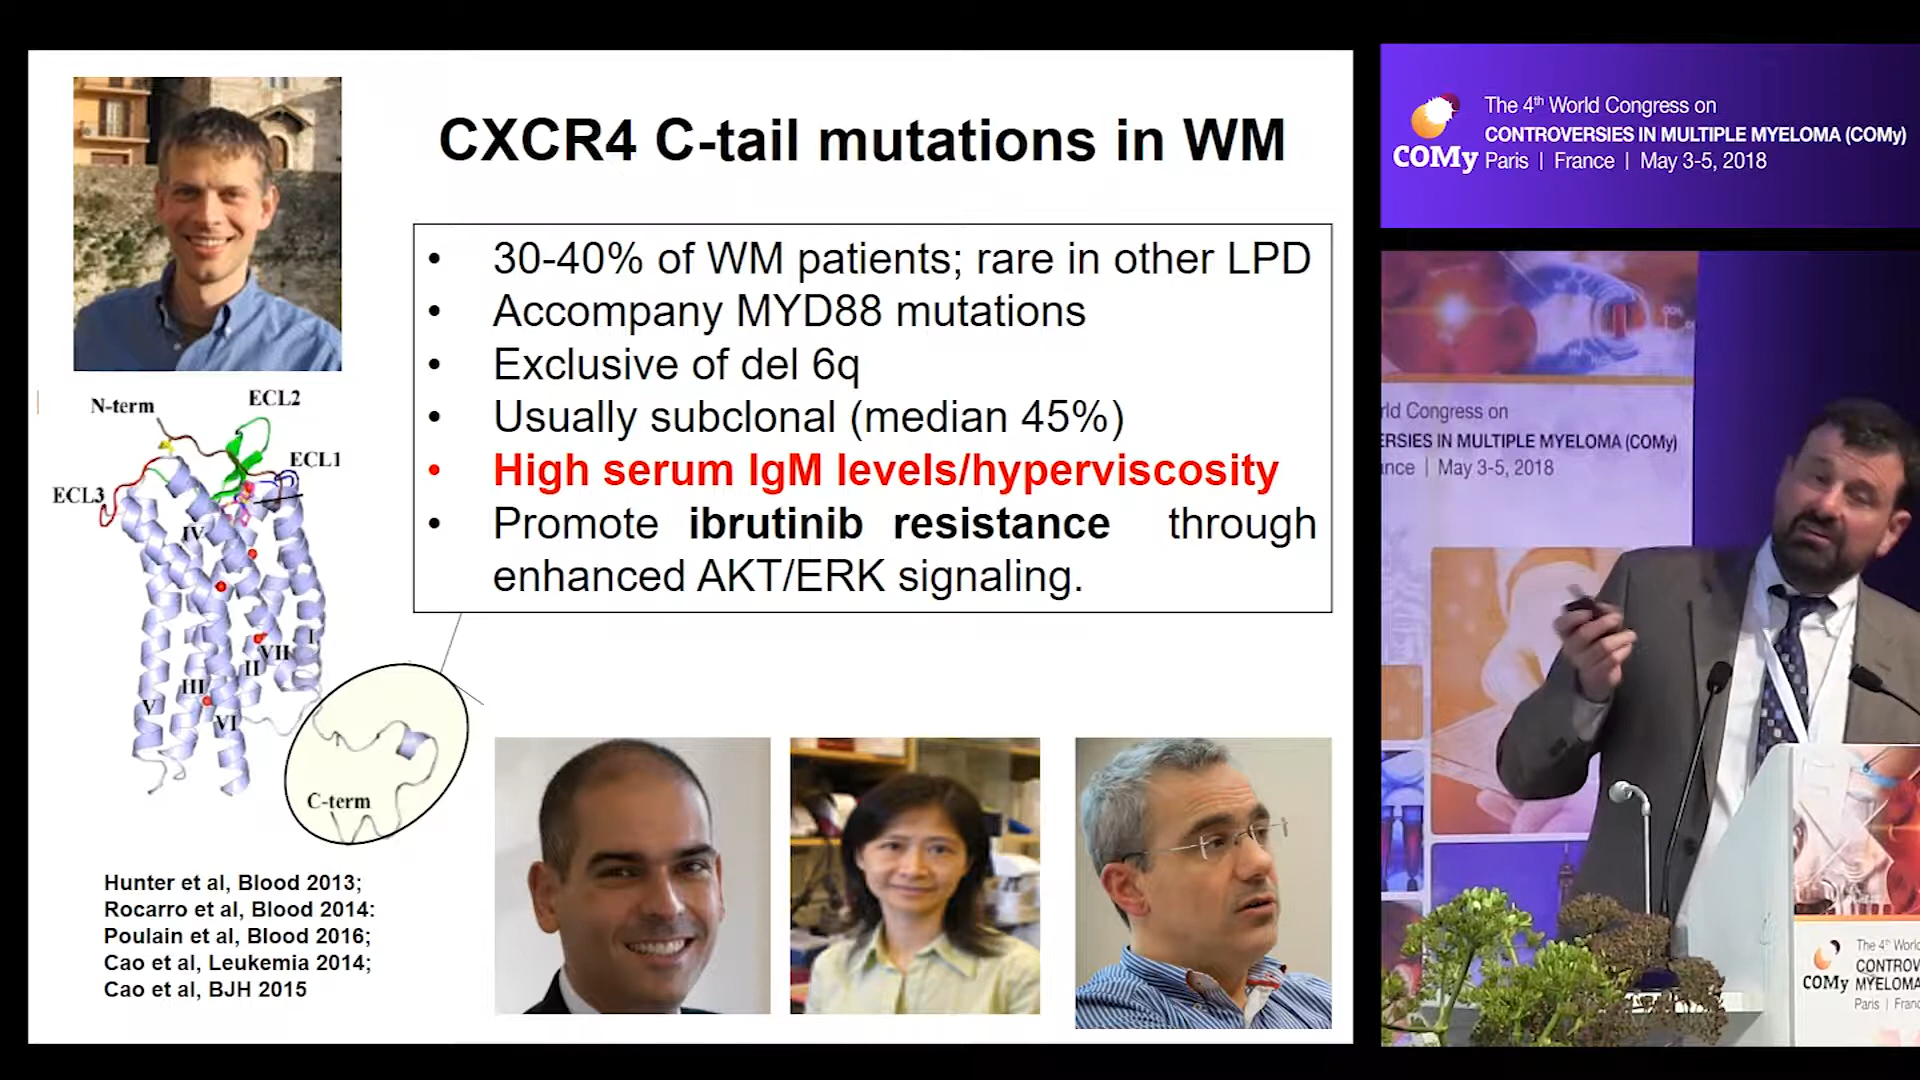 CXCR4 C-tail mutations in WM
• 30-40% of WM patients; rare in other LPD
• Accompany MYD88 mutations
• Exclusive of del 6q
• Usually subclonal (median 45%)
• High serum IgM levels/hyperviscosity
• Promote ibrutinib resistance through
enhanced AKT/ERK signaling.
N-term
ECL2
ECL1
ECL3
IV
I
VII
II
III
V
VI
C-term
Hunter et al, Blood 2013;
Rocarro et al, Blood 2014:
Poulain et al, Blood 2016;
Cao et al, Leukemia 2014;
Cao et al, BJH 2015
COMy
The 4th World Congress on
CONTROVERSIES IN MULTIPLE MYELOMA (COMy)
Paris | France | May 3-5, 2018
rld Congress on
ERSIES IN MULTIPLE MYELOMA (COMy)
ance | May 3-5, 2018
COMy
The 4th World
CONTROV
MYELOMA
Paris | Franc